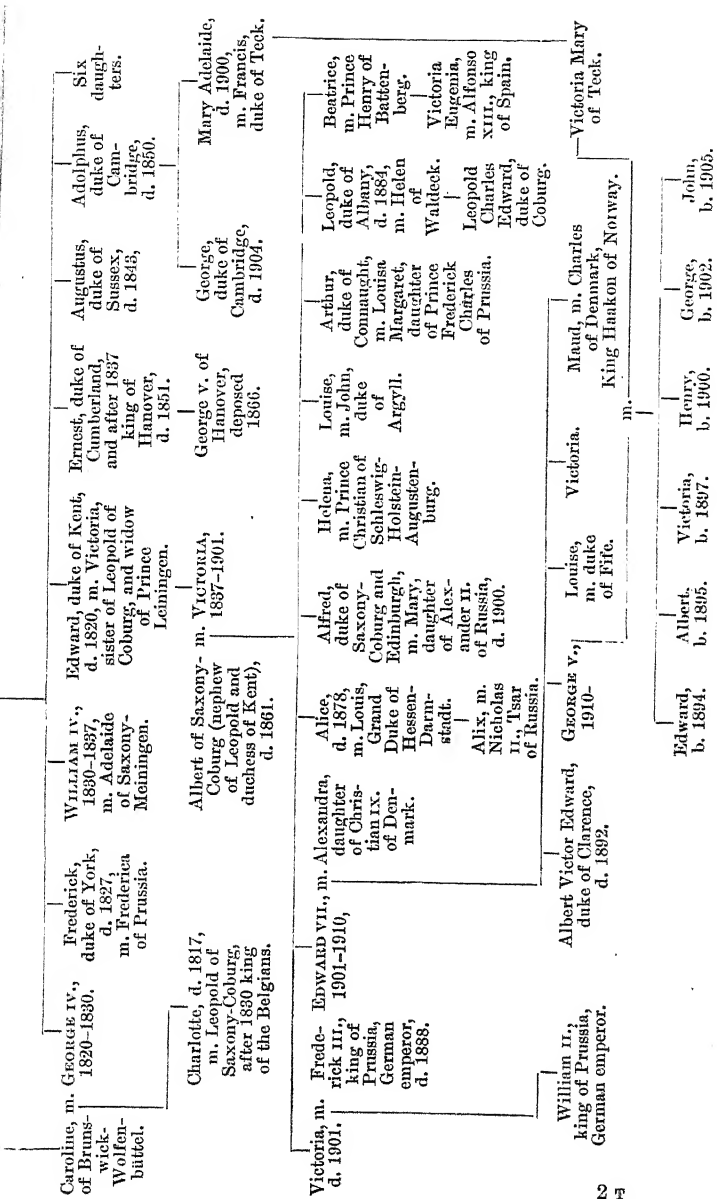 Caroline, m. GEORGE IV.,
of Bruns- 1820–1830.
wick-
Wolfen-
büttel.
Frederick,
duke of York,
d. 1827,
m. Frederica
of Prussia.
WILLIAM IV.,
1830–1837,
m. Adelaide
of Saxony-
Meiningen.
Edward, duke of Kent,
d. 1820, m. Victoria,
sister of Leopold of
Coburg, and widow
of Prince
Leiningen.
Ernest, duke of
Cumberland,
and after 1837
king of
Hanover,
d. 1851.
Augustus,
duke of
Sussex,
d. 1843,
Adolphus,
duke of
Cam-
bridge,
d. 1850.
Six
daugh-
ters.
Charlotte, d. 1817,
m. Leopold of
Saxony-Coburg,
after 1830 king
of the Belgians.
Albert of Saxony- m. VICTORIA,
Coburg (nephew 1837–1901.
of Leopold and
duchess of Kent),
d. 1861.
George v. of
Hanover,
deposed
1866.
George,
duke of
Cambridge,
d. 1904.
Mary Adelaide,
d. 1900,
m. Francis,
duke of Teck.
Victoria, m. Frede-
d. 1901. rick III.,
king of
Prussia,
German
emperor,
d. 1888.
EDWARD VII., m. Alexandra,
1901–1910, daughter
of Chris-
tian IX.
of Den-
mark.
Alice,
d. 1878,
m. Louis,
Grand
Duke of
Hessen-
Darm-
stadt.
Alix, m.
Nicholas
II., Tsar
of Russia.
Alfred,
duke of
Saxony-
Coburg and
Edinburgh,
m. Mary,
daughter
of Alex-
ander II.
of Russia,
d. 1900.
Helena,
m. Prince
Christian of
Schleswig-
Holstein-
Augusten-
burg.
Louise,
m. John,
duke
of
Argyll.
Arthur,
duke of
Connaught,
m. Louisa
Margaret,
daughter
of Prince
Frederick
Charles
of Prussia.
Leopold,
duke of
Albany,
d. 1884,
m. Helen
of
Waldeck.
Leopold
Charles
Edward,
duke of
Coburg.
Beatrice,
m. Prince
Henry of
Batten-
berg.
Victoria
Eugenia,
m. Alfonso
XIII., king
of Spain.
William II.,
king of Prussia,
German emperor.
Albert Victor Edward,
duke of Clarence,
d. 1892.
GEORGE V.,
1910–
Louise,
m. duke
of Fife.
Victoria.
Maud, m. Charles
of Denmark,
King Haakon of Norway.
Victoria Mary
of Teck.
m.
Edward,
b. 1894.
Albert.
b. 1895.
Victoria,
b. 1897.
Henry,
b. 1900.
George,
b. 1902.
John,
b. 1905.
2 T